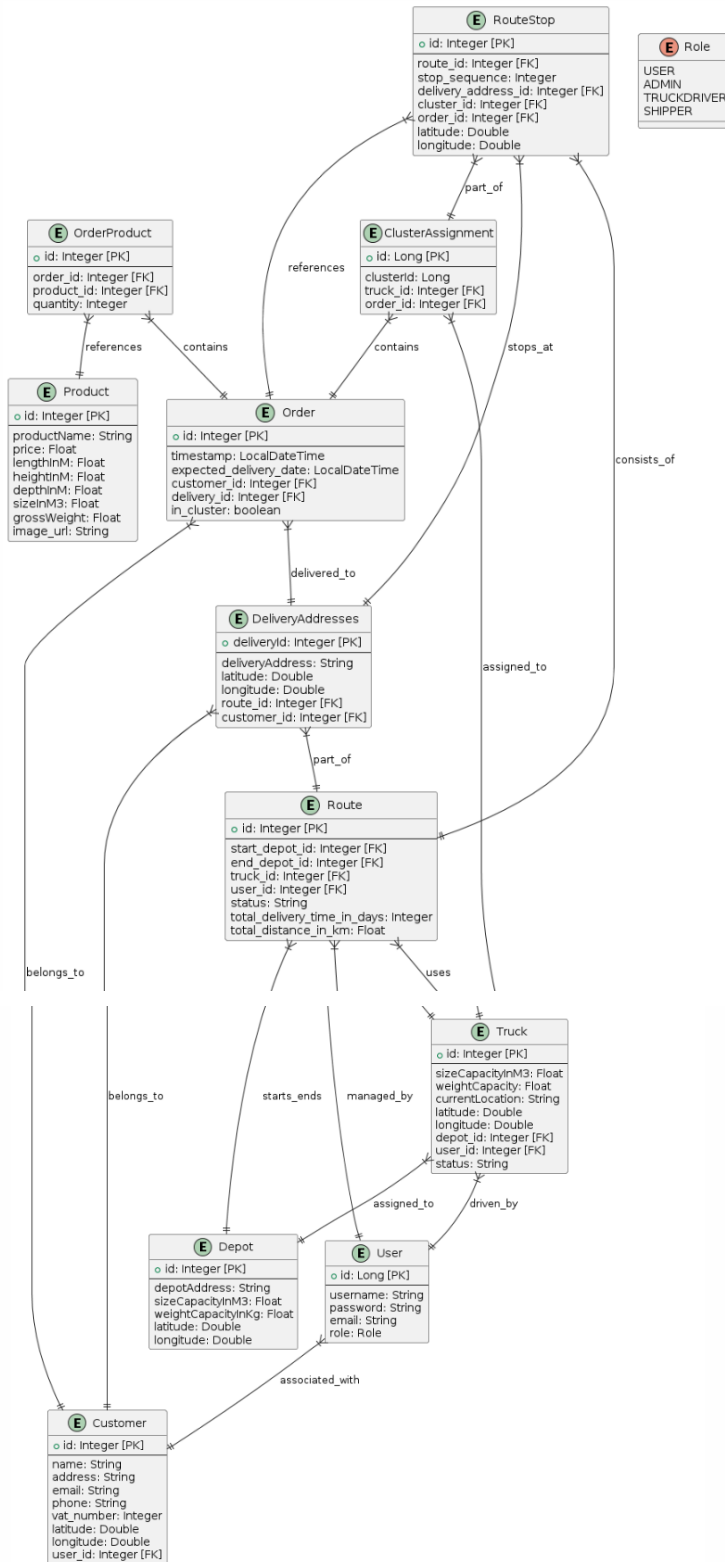 E RouteStop
id: Integer [PK]
route_id: Integer [FK]
stop_sequence: Integer
delivery_address_id: Integer [FK]
cluster_id: Integer [FK]
order_id: Integer [FK]
latitude: Double
longitude: Double
E Role
USER
ADMIN
TRUCKDRIVER
SHIPPER
part_of
E OrderProduct
id: Integer [PK]
order_id: Integer [FK]
product_id: Integer [FK]
quantity: Integer
E ClusterAssignment
id: Long [PK]
clusterId: Long
truck_id: Integer [FK]
order_id: Integer [FK]
references
references
contains
contains
stops_at
E Product
id: Integer [PK]
productName: String
price: Float
lengthInM: Float
heightInM: Float
depthInM: Float
sizeInM3: Float
grossWeight: Float
image_url: String
E Order
id: Integer [PK]
timestamp: LocalDateTime
expected_delivery_date: LocalDateTime
customer_id: Integer [FK]
delivery_id: Integer [FK]
in_cluster: boolean
consists_of
delivered_to
E DeliveryAddresses
deliveryId: Integer [PK]
deliveryAddress: String
latitude: Double
longitude: Double
route_id: Integer [FK]
customer_id: Integer [FK]
assigned_to
part_of
E Route
id: Integer [PK]
start_depot_id: Integer [FK]
end_depot_id: Integer [FK]
truck_id: Integer [FK]
user_id: Integer [FK]
status: String
total_delivery_time_in_days: Integer
total_distance_in_km: Float
belongs_to
uses
E Truck
id: Integer [PK]
sizeCapacityInM3: Float
weightCapacity: Float
currentLocation: String
latitude: Double
longitude: Double
depot_id: Integer [FK]
user_id: Integer [FK]
status: String
belongs_to
starts_ends
managed_by
assigned_to
driven_by
E Depot
id: Integer [PK]
depotAddress: String
sizeCapacityInM3: Float
weightCapacityInKg: Float
latitude: Double
longitude: Double
E User
id: Long [PK]
username: String
password: String
email: String
role: Role
associated_with
E Customer
id: Integer [PK]
name: String
address: String
email: String
phone: String
vat_number: Integer
latitude: Double
longitude: Double
user_id: Integer [FK]